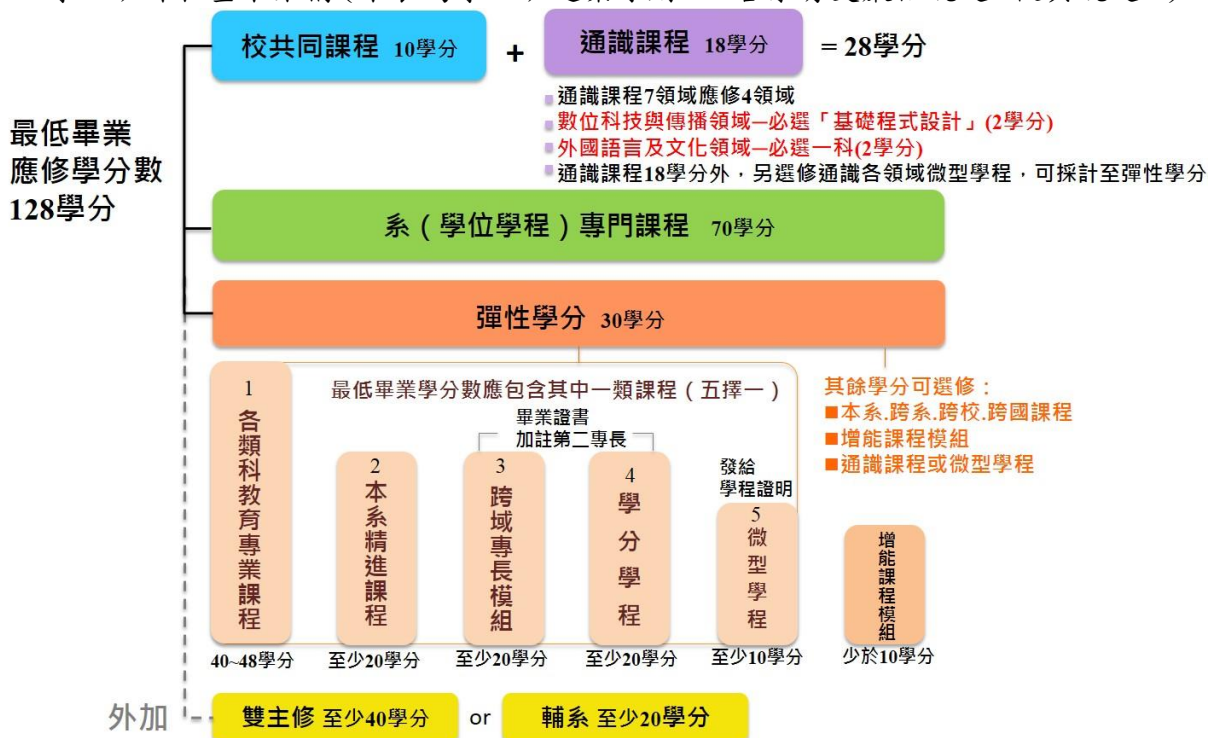 校共同課程 10學分
+
通識課程 18學分
= 28學分
通識課程7領域應修4領域
數位科技與傳播領域─必選「基礎程式設計」(2學分)
外國語言及文化領域─必選一科(2學分)
通識課程18學分外，另選修通識各領域微型學程，可採計至彈性學分
最低畢業
應修學分數
128學分
系（學位學程）專門課程 70學分
彈性學分 30學分
最低畢業學分數應包含其中一類課程（五擇一）
畢業證書
加註第二專長
1
各類科教育專業課程
40~48學分
2
本系精進課程
至少20學分
3
跨域專長模組
至少20學分
4
學分學程
至少20學分
發給
學程證明
5
微型學程
至少10學分
其餘學分可選修：
■本系.跨系.跨校.跨國課程
■增能課程模組
■通識課程或微型學程
增能課程模組
少於10學分
外加
雙主修 至少40學分
or
輔系 至少20學分